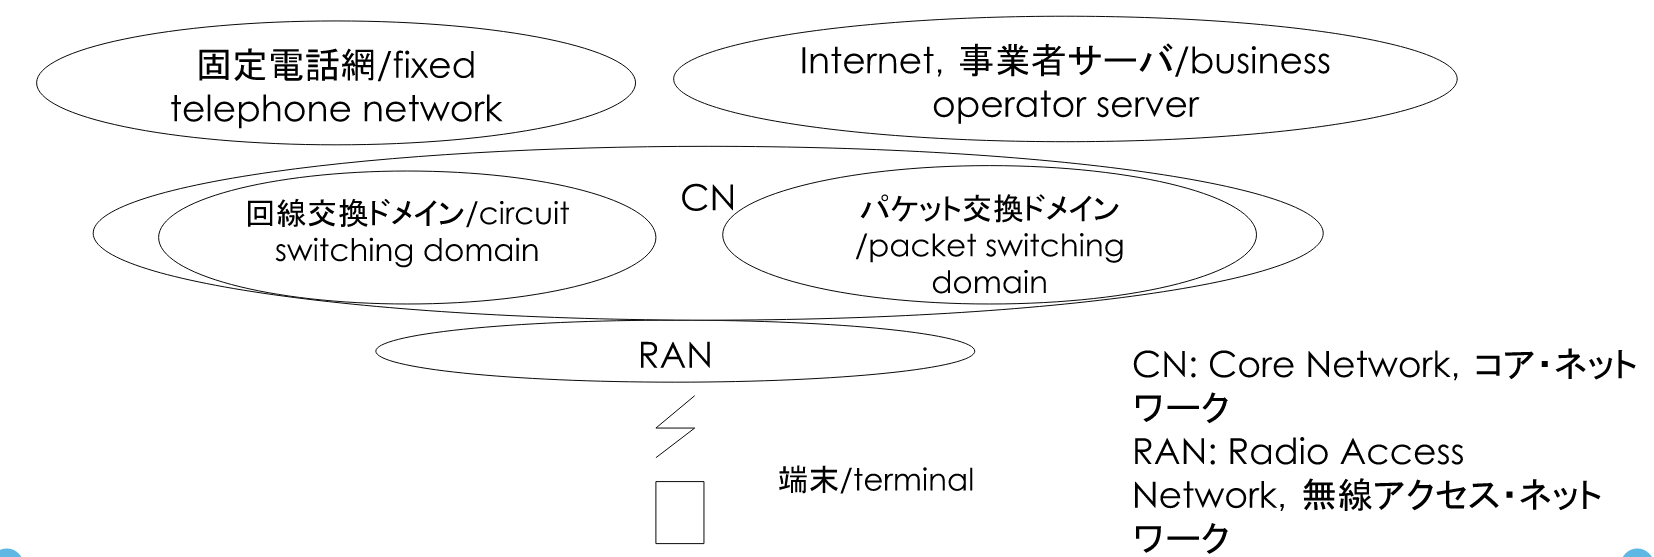 固定電話網/fixed
telephone network
Internet, 事業者サーバ/business
operator server
CN
回線交換ドメイン/circuit
switching domain
パケット交換ドメイン
/packet switching
domain
RAN
端末/terminal
CN: Core Network, コア・ネット
ワーク
RAN: Radio Access
Network, 無線アクセス・ネット
ワーク